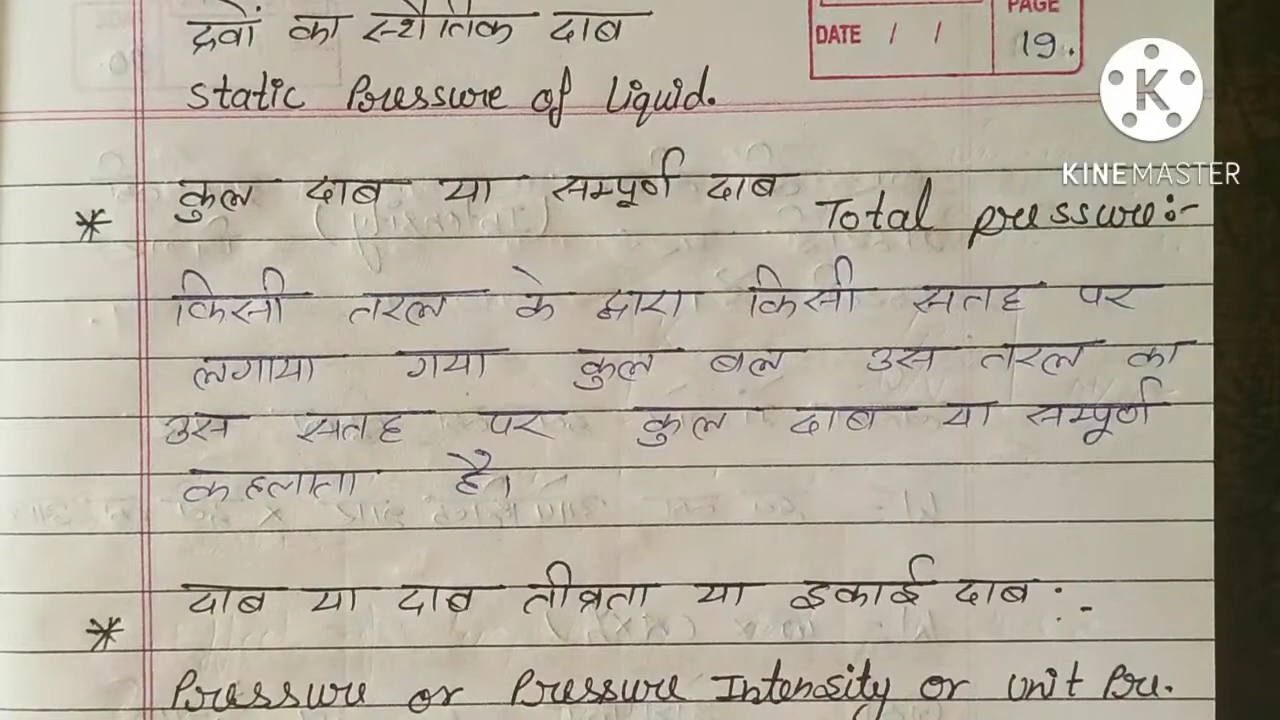 द्रवों का स्थैतिक दाब
PAGE
DATE / /
19.
Static Pressure of Liquid.
K
KINEMASTER
* कुल दाब या सम्पूर्ण दाब Total pressure:-
किसी तरल के द्वारा किसी सतह पर
लगाया गया कुल बल उस तरल का
उस सतह पर कुल दाब या सम्पूर्ण
कहलाता है।
* दाब या दाब तीव्रता या इकाई दाब :-
Pressure or Pressure Intensity or Unit Pre.